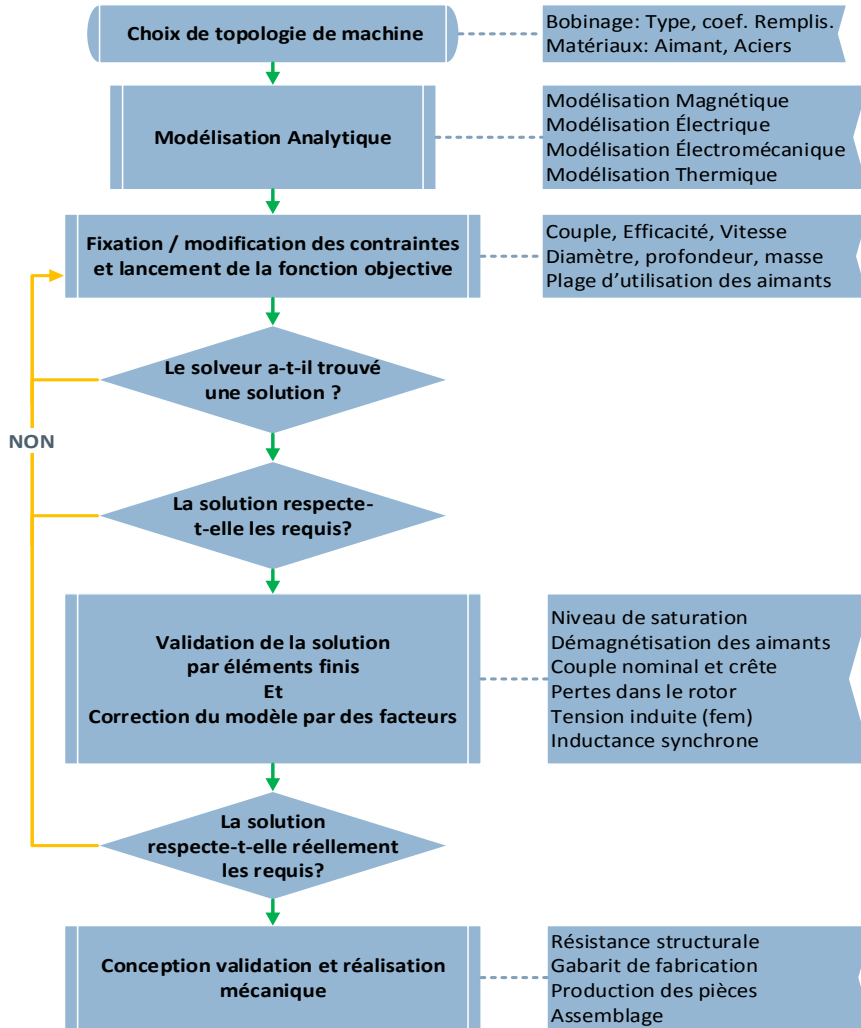 Choix de topologie de machine
Bobinage: Type, coef. Remplis.
Matériaux: Aimant, Aciers
Modélisation Analytique
Modélisation Magnétique
Modélisation Électrique
Modélisation Électromécanique
Modélisation Thermique
Fixation / modification des contraintes
et lancement de la fonction objective
Couple, Efficacité, Vitesse
Diamètre, profondeur, masse
Plage d'utilisation des aimants
Le solveur a-t-il trouvé
une solution ?
NON
La solution respecte-
t-elle les requis?
Validation de la solution
par éléments finis
Et
Correction du modèle par des facteurs
Niveau de saturation
Démagnétisation des aimants
Couple nominal et crête
Pertes dans le rotor
Tension induite (fem)
Inductance synchrone
La solution
respecte-t-elle réellement
les requis?
Conception validation et réalisation
mécanique
Résistance structurale
Gabarit de fabrication
Production des pièces
Assemblage